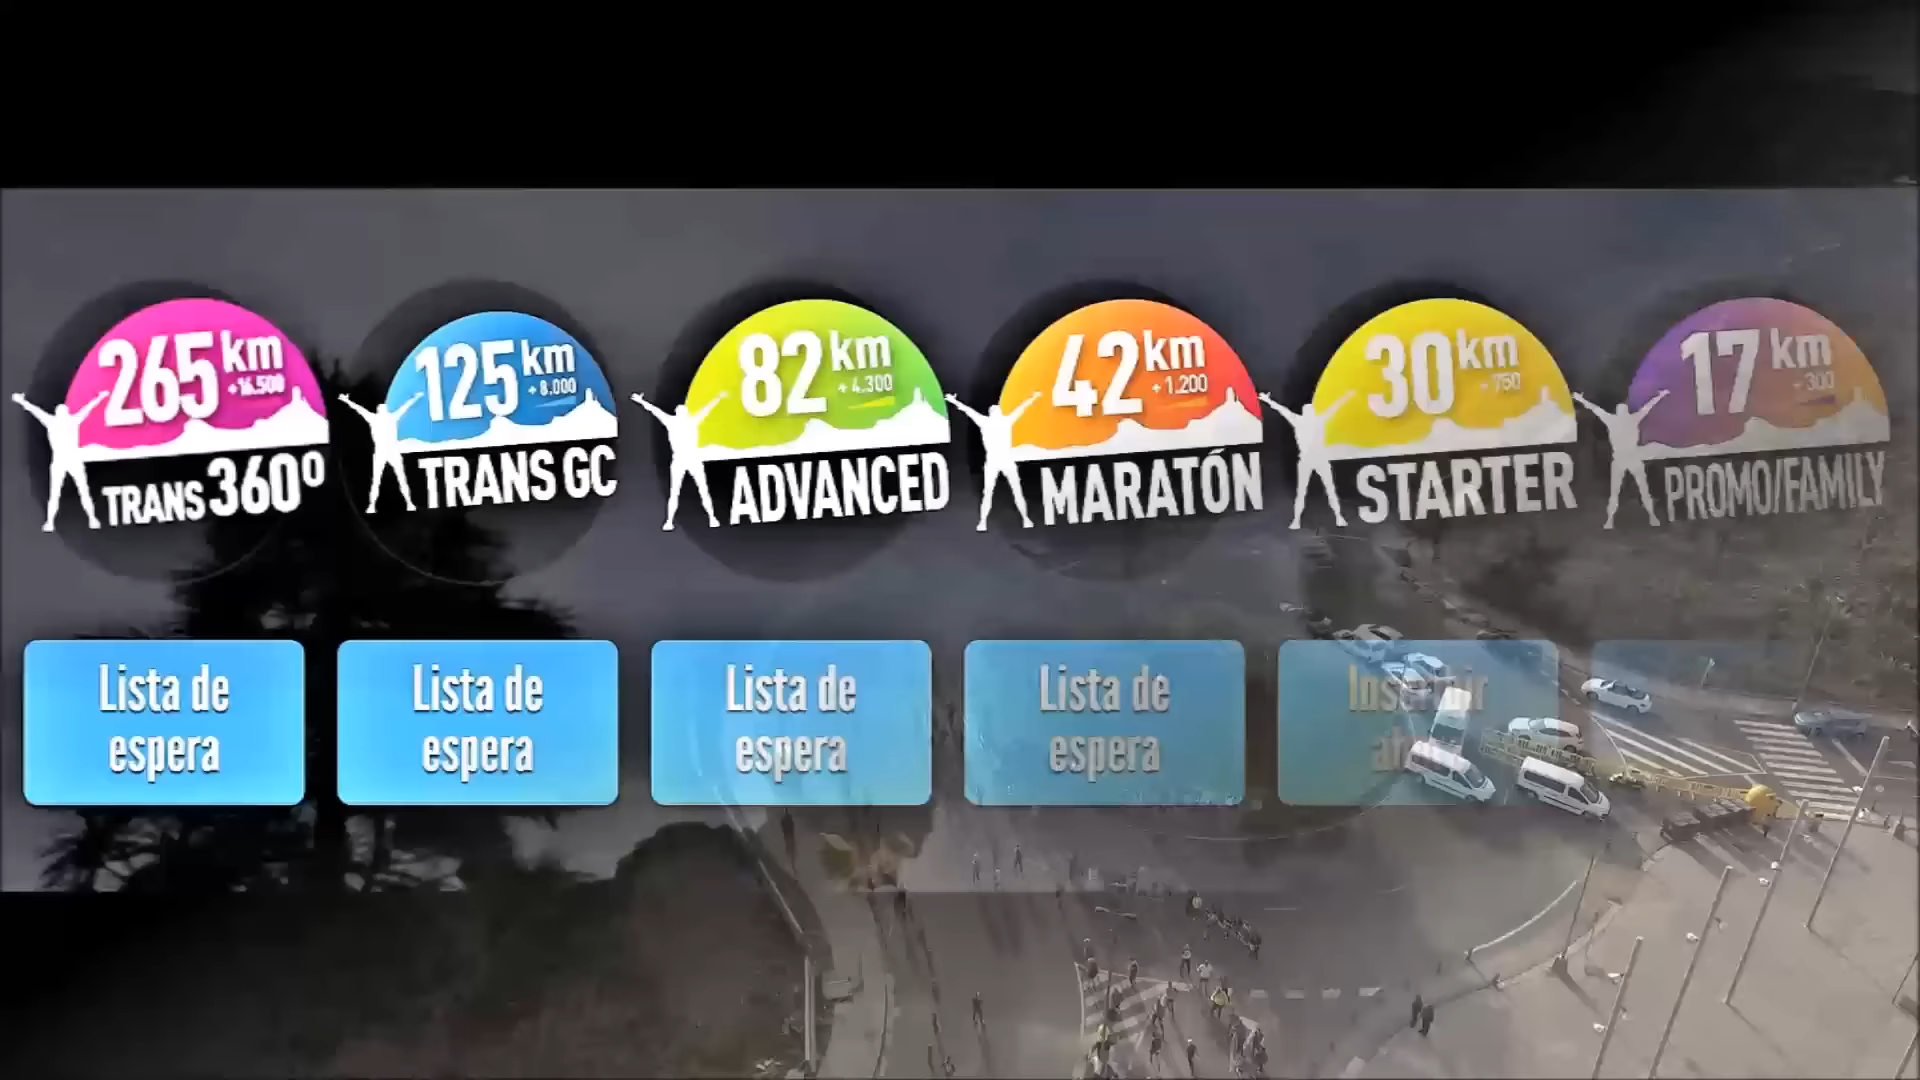 265 km
+16.500
TRANS 360º
125 km
+8.000
TRANS GC
82 km
+4.300
ADVANCED
42 km
+1.200
MARATÓN
30 km
750
STARTER
17 km
300
PROMO/FAMILY
Lista de
espera
Lista de
espera
Lista de
espera
Lista de
espera